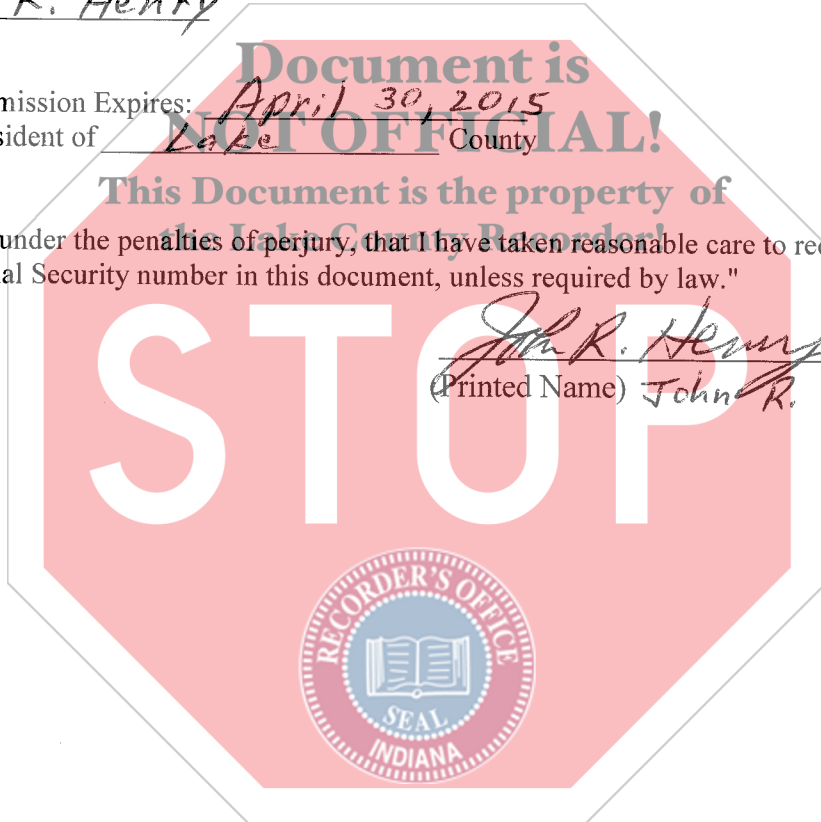 R. Henry
Document is
mission Expires: April 30, 2015
NOT OFFICIAL!
sident of Lake County
This Document is the property of
the Lake County Recorder!
under the penalties of perjury, that I have taken reasonable care to red
al Security number in this document, unless required by law."
John R. Henry
(Printed Name) John R.
STOP
RECORDER'S OFFICE
SEAL
INDIANA